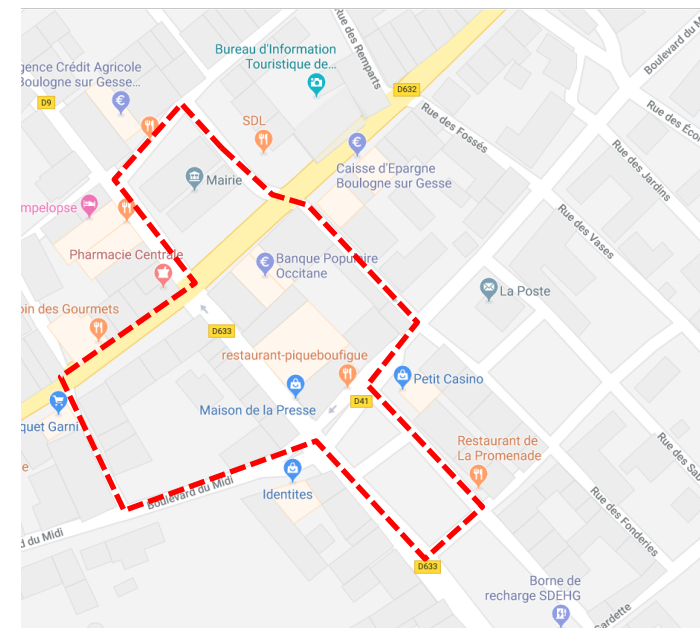 Rue des Remparts
Boulevard du M
Bureau d'Information
Touristique de...
gence Crédit Agricole
Boulogne sur Gesse...
D9
D632
Rue des Fossés
Rue des Éco
SDL
Caisse d'Epargne
Boulogne sur Gesse
Rue des Jardins
Mairie
mpelopse
Rue des Vases
Pharmacie Centrale
Banque Populaire
Occitane
La Poste
oin des Gourmets
D633
restaurant-piqueboufigue
Petit Casino
Maison de la Presse
D41
quet Garni
Restaurant de
La Promenade
Rue des Sab
e
Boulevard du Midi
Identites
Rue des Fonderies
d du Midi
D633
Borne de
recharge SDEHG
Gardette